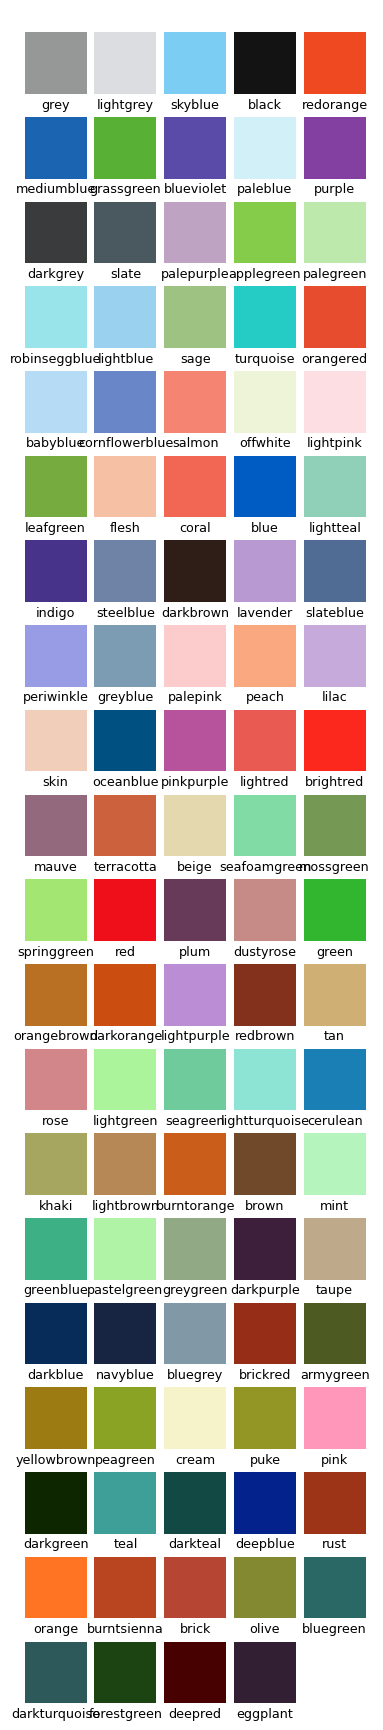 grey lightgrey skyblue black redorange
mediumblue grassgreen blueviolet paleblue purple
darkgrey slate palepurple applegreen palegreen
robinseggblue lightblue sage turquoise orangered
babyblue cornflowerblue salmon offwhite lightpink
leafgreen flesh coral blue lightteal
indigo steelblue darkbrown lavender slateblue
periwinkle greyblue palepink peach lilac
skin oceanblue pinkpurple lightred brightred
mauve terracotta beige seafoamgreen mossgreen
springgreen red plum dustyrose green
orangebrown darkorange lightpurple redbrown tan
rose lightgreen seagreen lightturquoise cerulean
khaki lightbrown burntorange brown mint
greenblue pastelgreen greygreen darkpurple taupe
darkblue navyblue bluegrey brickred armygreen
yellowbrown peagreen cream puke pink
darkgreen teal darkteal deepblue rust
orange burntsienna brick olive bluegreen
darkturquoise forestgreen deepred eggplant